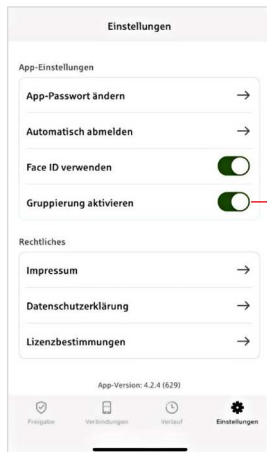 Einstellungen
App-Einstellungen
App-Passwort ändern
Automatisch abmelden
Face ID verwenden
Gruppierung aktivieren
Rechtliches
Impressum
Datenschutzerklärung
Lizenzbestimmungen
App-Version: 4.2.4 (629)
Freigabe Verbindungen Verlauf Einstellungen